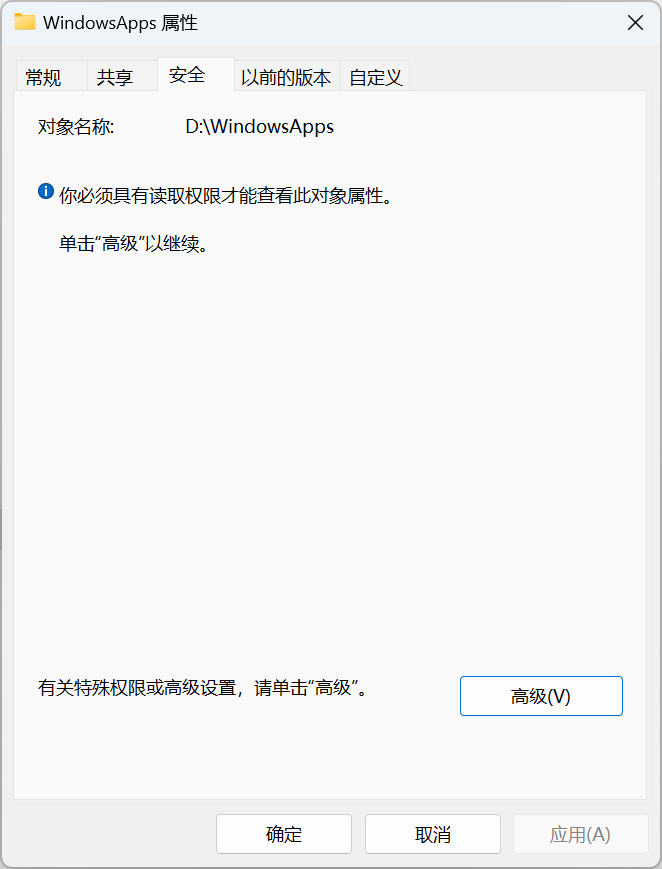 WindowsApps 属性
常规 共享 安全 以前的版本 自定义
对象名称: D:\WindowsApps
你必须具有读取权限才能查看此对象属性。
单击“高级”以继续。
有关特殊权限或高级设置，请单击“高级”。
高级(V)
确定 取消 应用(A)